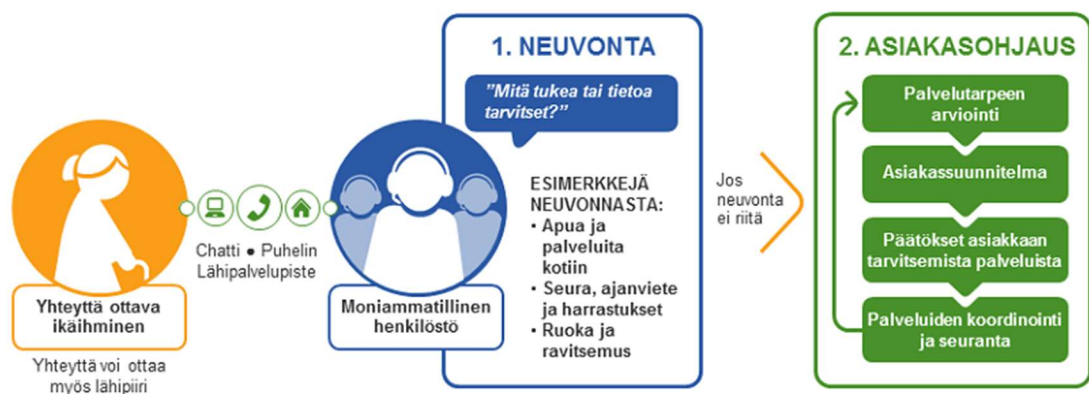 Yhteyttä ottava
ikäihminen
Yhteyttä voi ottaa
myös lähipiiri
Chatti ● Puhelin
Lähipalvelupiste
Moniammatillinen
henkilöstö
1. NEUVONTA
”Mitä tukea tai tietoa
tarvitset?”
ESIMERKKEJÄ
NEUVONNASTA:
• Apua ja
palveluita
kotiin
• Seura, ajanviete
ja harrastukset
• Ruoka ja
ravitsemus
Jos
neuvonta
ei riitä
2. ASIAKASOHJAUS
Palvelutarpeen
arviointi
Asiakassuunnitelma
Päätökset asiakkaan
tarvitsemista palveluista
Palveluiden koordinointi
ja seuranta